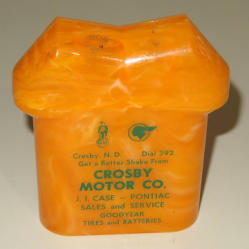 Crosby, N. D. Dial 392
Get a Better Shake From
CROSBY
MOTOR CO.
J. I. CASE - PONTIAC
SALES and SERVICE
GOODYEAR
TIRES and BATTERIES